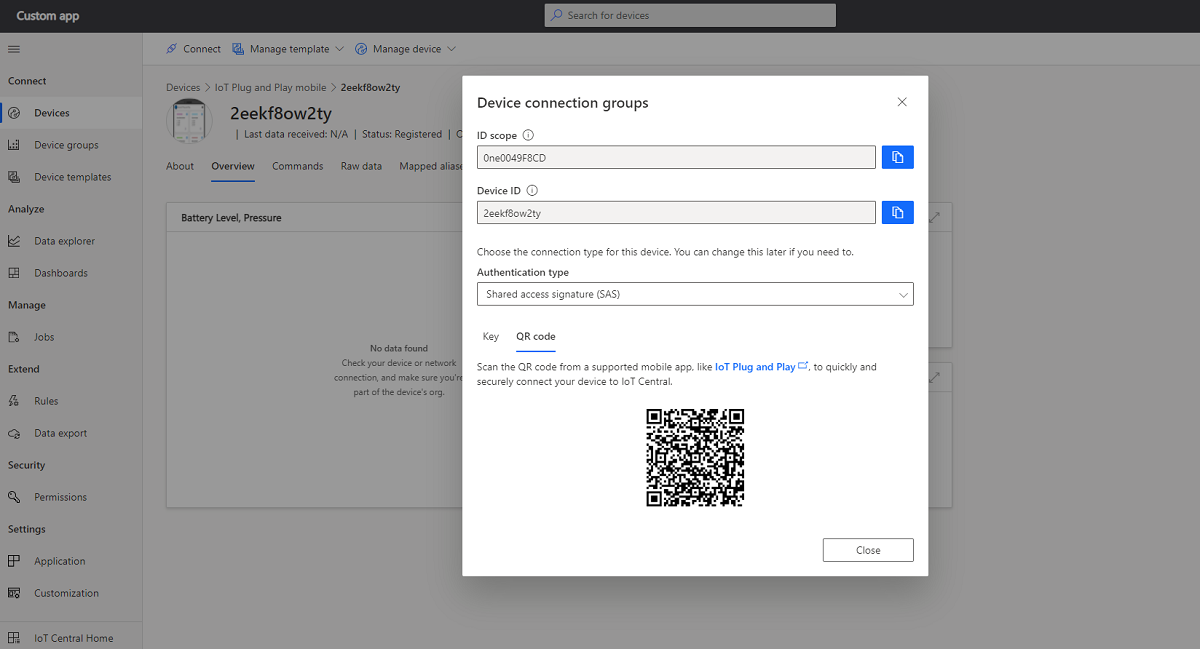 Custom app
Search for devices
Connect
Manage template
Manage device
Connect
Devices
Device groups
Device templates
Analyze
Data explorer
Dashboards
Manage
Jobs
Extend
Rules
Data export
Security
Permissions
Settings
Application
Customization
IoT Central Home
Devices > IoT Plug and Play mobile > 2eekf8ow2ty
2eekf8ow2ty
| Last data received: N/A | Status: Registered |
About Overview Commands Raw data Mapped aliase
Battery Level, Pressure
No data found
Check your device or network
connection, and make sure you're
part of the device's org.
Device connection groups
ID scope
0ne0049F8CD
Device ID
2eekf8ow2ty
Choose the connection type for this device. You can change this later if you need to.
Authentication type
Shared access signature (SAS)
Key QR code
Scan the QR code from a supported mobile app, like IoT Plug and Play, to quickly and
securely connect your device to IoT Central.
Close